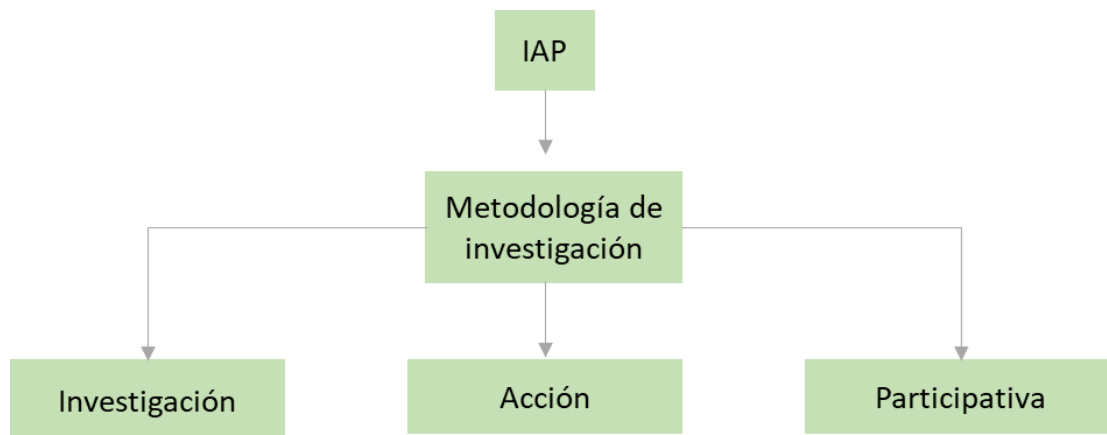 IAP
Metodología de
investigación
Investigación
Acción
Participativa